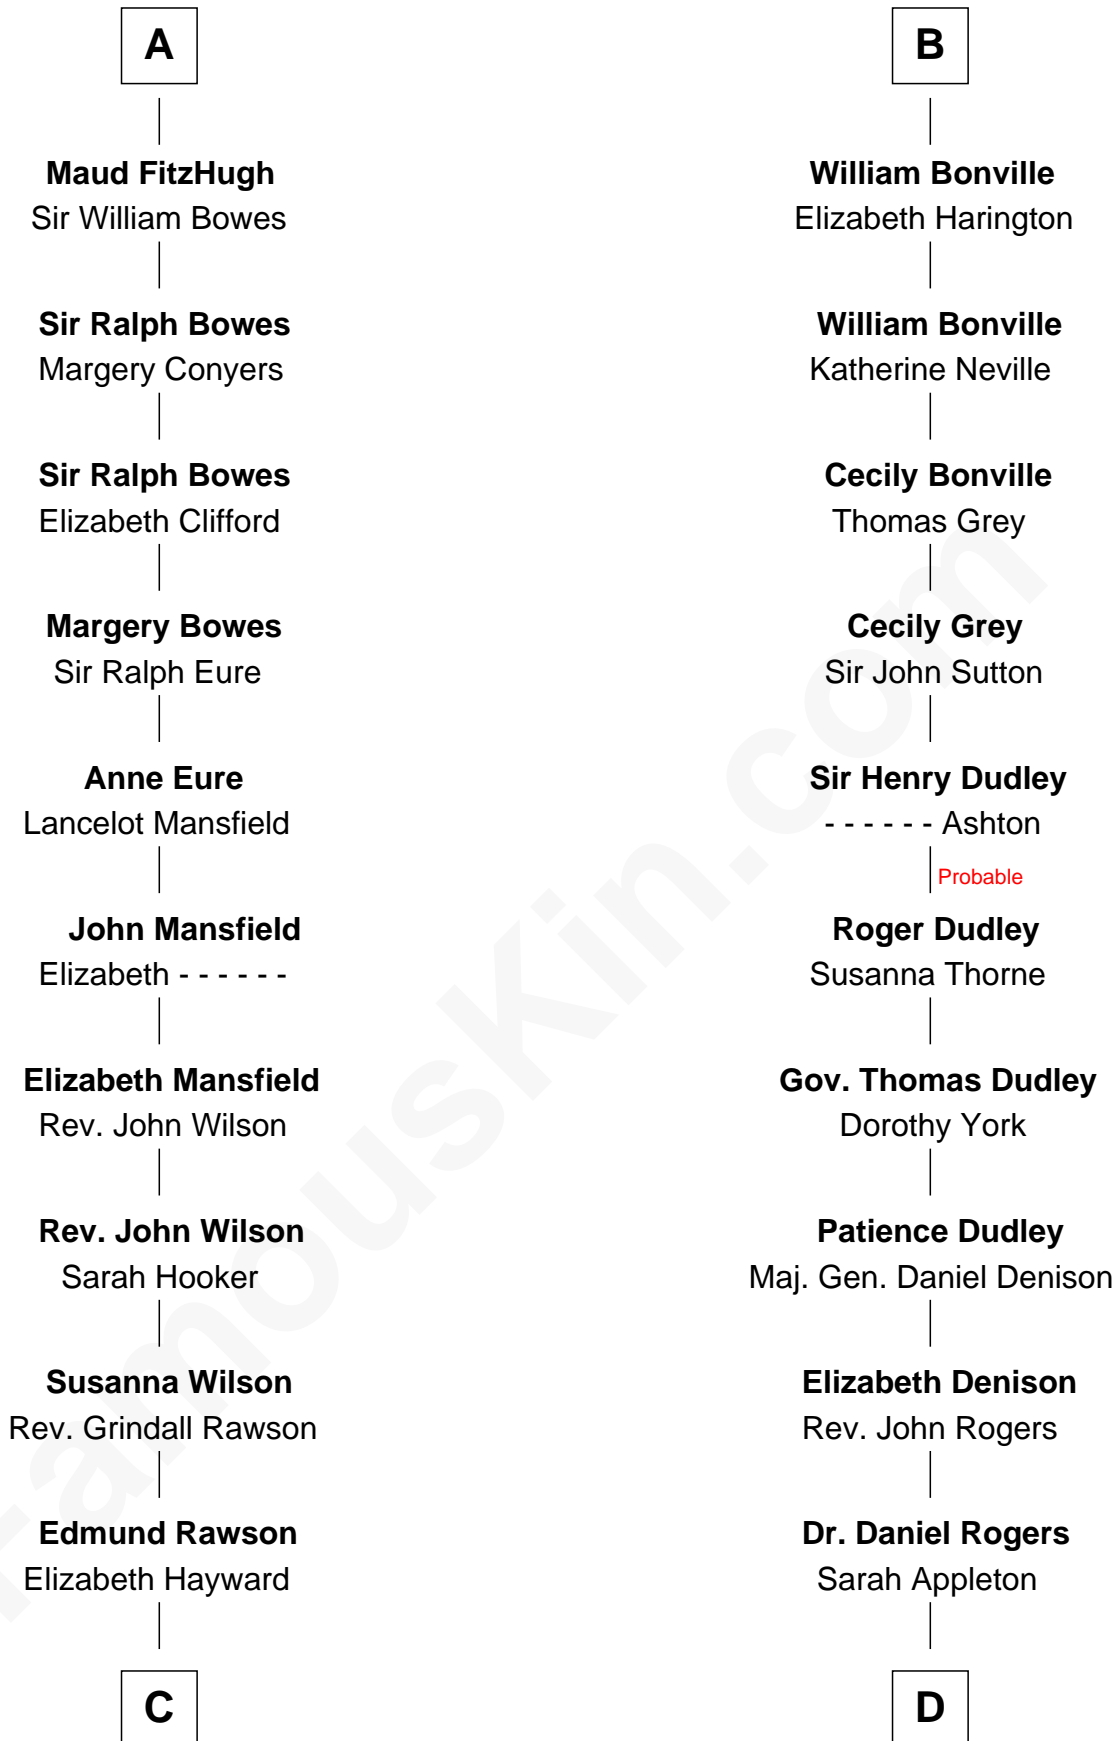 A
Maud FitzHugh
Sir William Bowes
Sir Ralph Bowes
Margery Conyers
Sir Ralph Bowes
Elizabeth Clifford
Margery Bowes
Sir Ralph Eure
Anne Eure
Lancelot Mansfield
John Mansfield
Elizabeth - - - - - -
Elizabeth Mansfield
Rev. John Wilson
Rev. John Wilson
Sarah Hooker
Susanna Wilson
Rev. Grindall Rawson
Edmund Rawson
Elizabeth Hayward
C
B
William Bonville
Elizabeth Harington
William Bonville
Katherine Neville
Cecily Bonville
Thomas Grey
Cecily Grey
Sir John Sutton
Sir Henry Dudley
- - - - - - Ashton
Probable
Roger Dudley
Susanna Thorne
Gov. Thomas Dudley
Dorothy York
Patience Dudley
Maj. Gen. Daniel Denison
Elizabeth Denison
Rev. John Rogers
Dr. Daniel Rogers
Sarah Appleton
D
FamousKin.com